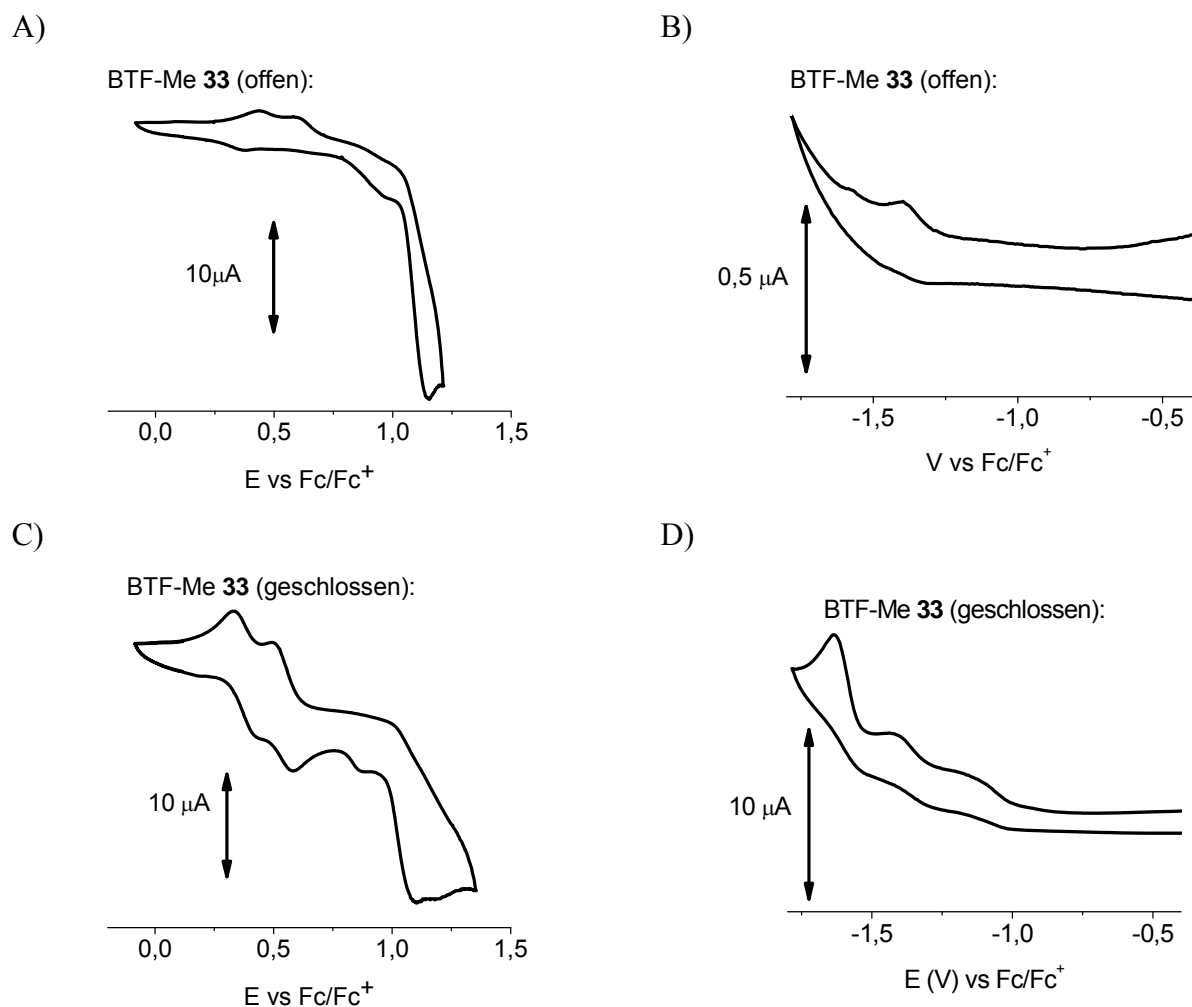 A)
BTF-Me 33 (offen):
10μA
0,0 0,5 1,0 1,5
E vs Fc/Fc+
B)
BTF-Me 33 (offen):
0,5 μA
-1,5 -1,0 -0,5
V vs Fc/Fc+
C)
BTF-Me 33 (geschlossen):
10 μA
0,0 0,5 1,0 1,5
E vs Fc/Fc+
D)
BTF-Me 33 (geschlossen):
10 μA
-1,5 -1,0 -0,5
E (V) vs Fc/Fc+